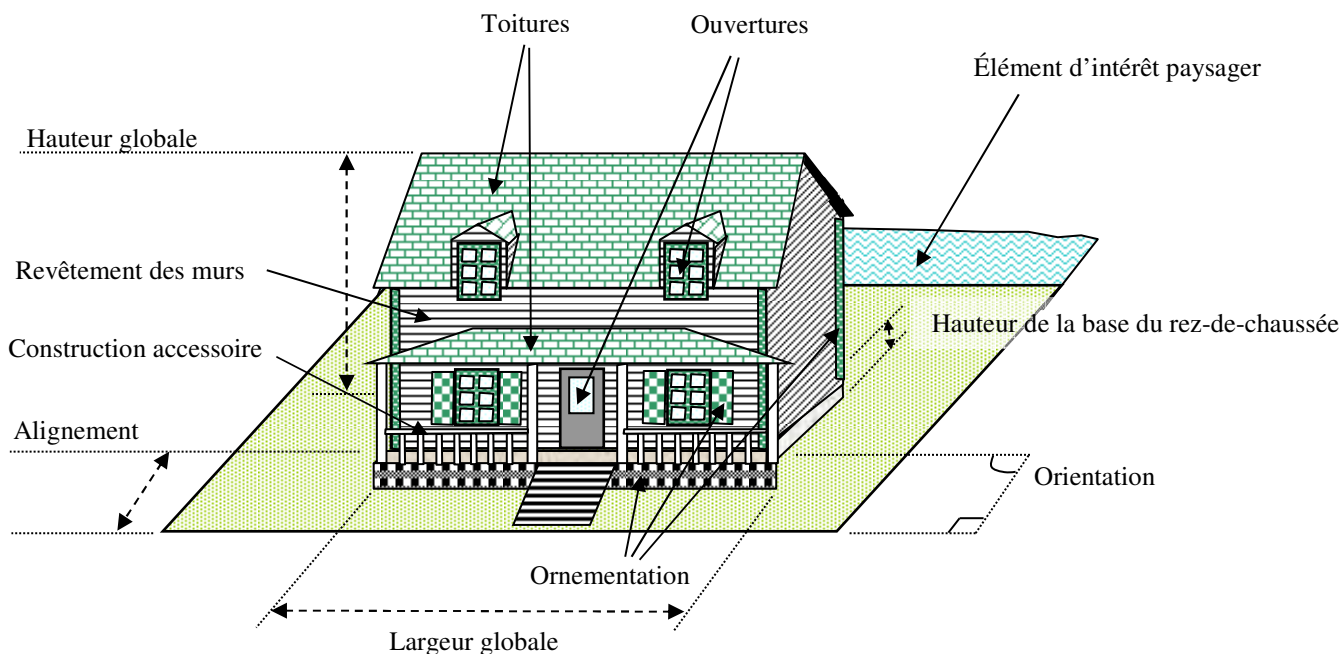 Toitures
Ouvertures
Élément d'intérêt paysager
Hauteur globale
Revêtement des murs
Hauteur de la base du rez-de-chaussée
Construction accessoire
Alignement
Orientation
Ornementation
Largeur globale